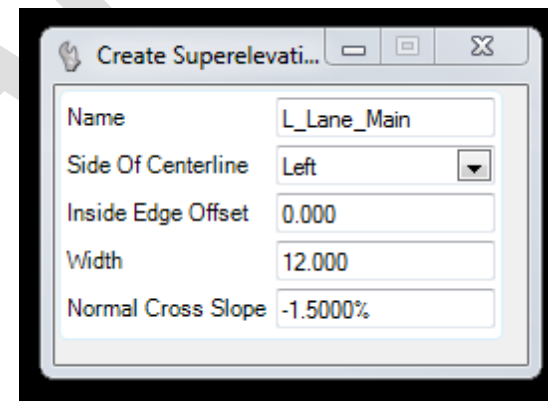 Create Superelevati...
Name L_Lane_Main
Side Of Centerline Left
Inside Edge Offset 0.000
Width 12.000
Normal Cross Slope -1.5000%